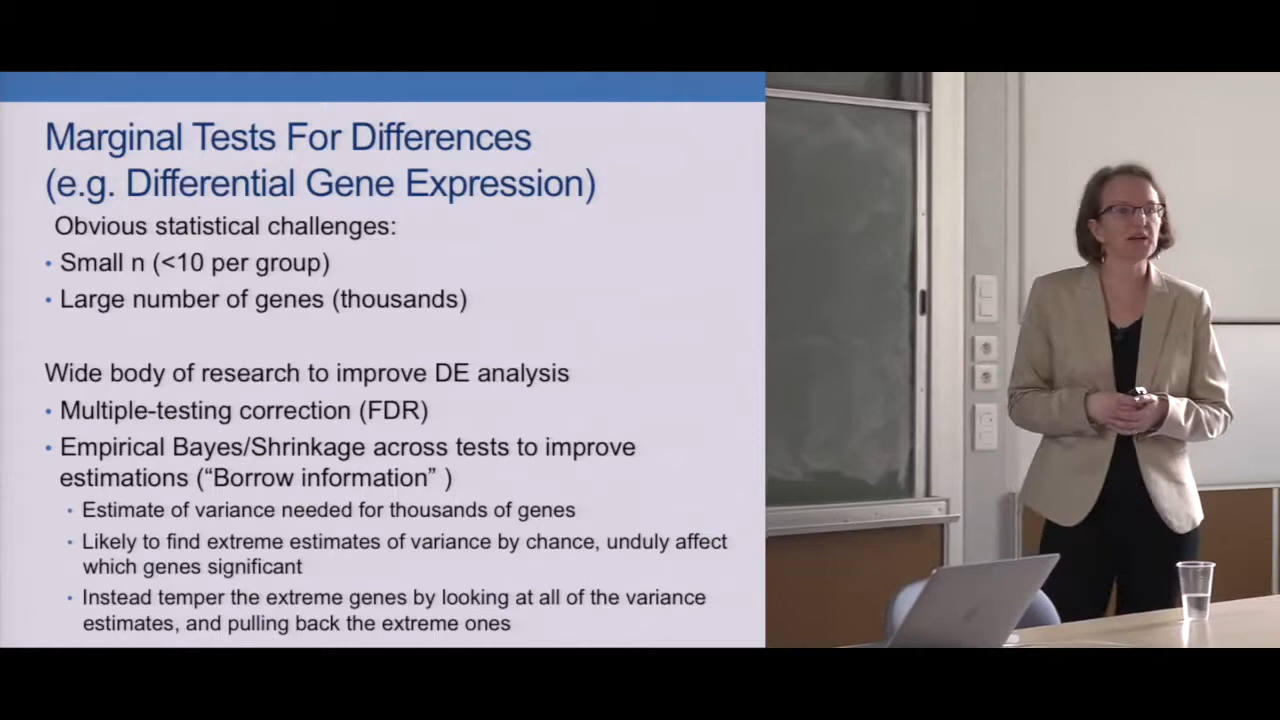 Marginal Tests For Differences
(e.g. Differential Gene Expression)
Obvious statistical challenges:
• Small n (<10 per group)
• Large number of genes (thousands)
Wide body of research to improve DE analysis
• Multiple-testing correction (FDR)
• Empirical Bayes/Shrinkage across tests to improve
estimations (“Borrow information” )
• Estimate of variance needed for thousands of genes
• Likely to find extreme estimates of variance by chance, unduly affect
which genes significant
• Instead temper the extreme genes by looking at all of the variance
estimates, and pulling back the extreme ones